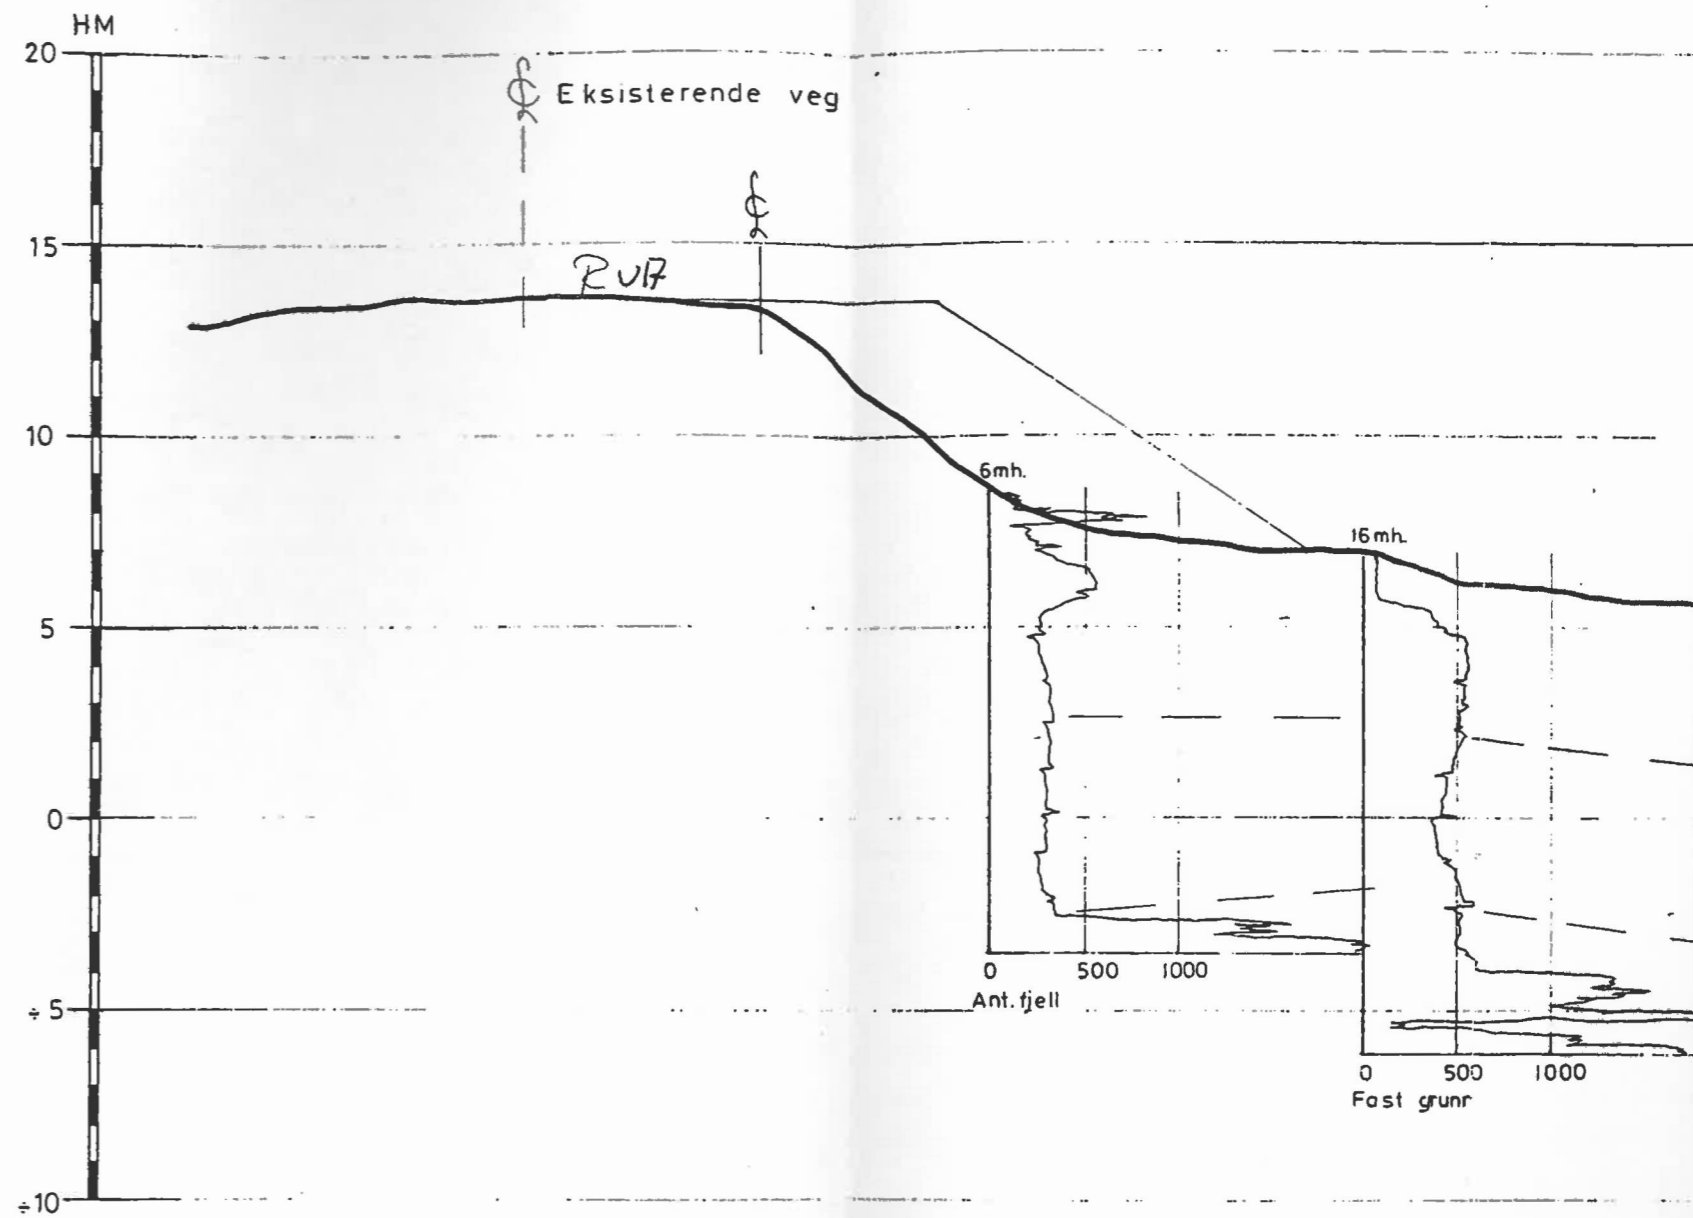 HM
20
℄ Eksisterende veg
℄
15
RV17
10
6mh.
16mh.
5
0
0 500 1000
Ant. fjell
÷5
0 500 1000
Fast grunn
÷10